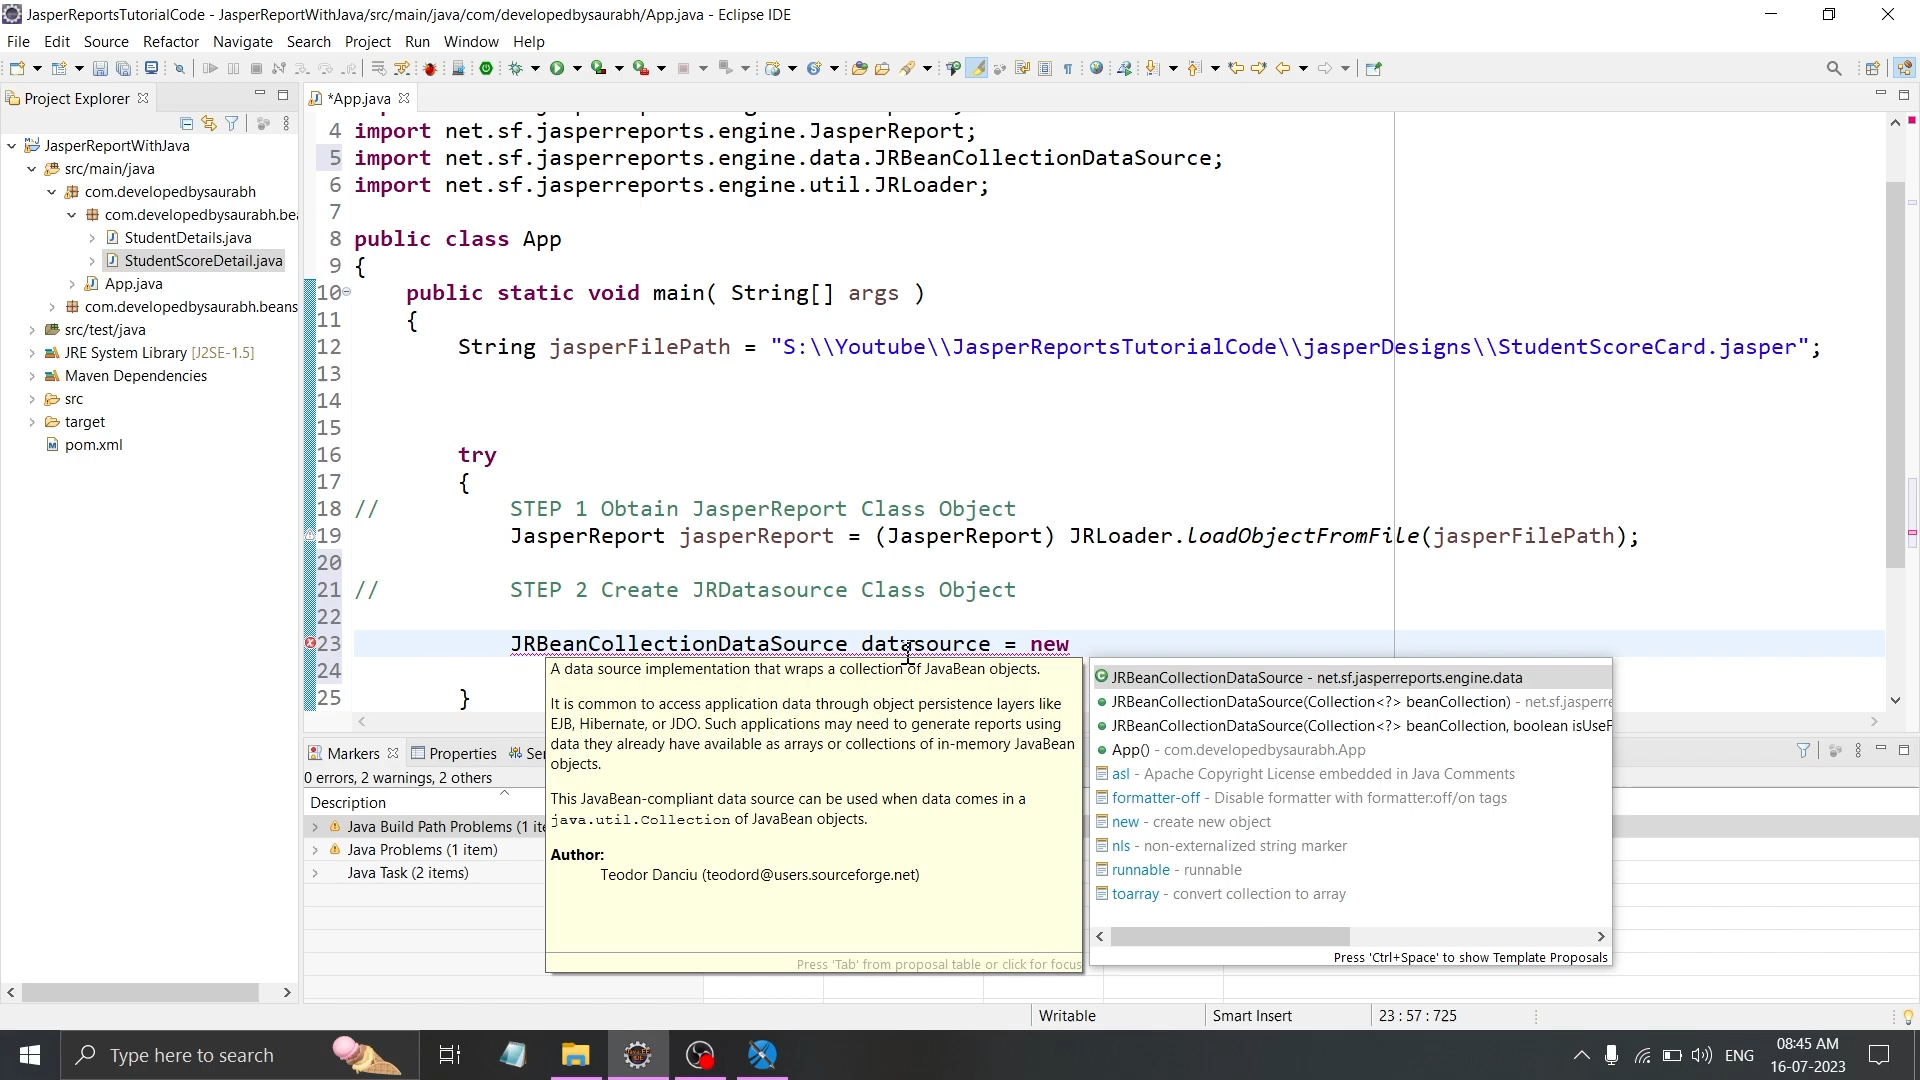 JasperReportsTutorialCode - JasperReportWithJava/src/main/java/com/developedbysaurabh/App.java - Eclipse IDE
File Edit Source Refactor Navigate Search Project Run Window Help
Project Explorer
*App.java
JasperReportWithJava
src/main/java
com.developedbysaurabh
com.developedbysaurabh.bea
StudentDetails.java
StudentScoreDetail.java
App.java
com.developedbysaurabh.beans
src/test/java
JRE System Library [J2SE-1.5]
Maven Dependencies
src
target
pom.xml
4 import net.sf.jasperreports.engine.JasperReport;
5 import net.sf.jasperreports.engine.data.JRBeanCollectionDataSource;
6 import net.sf.jasperreports.engine.util.JRLoader;
7
8 public class App
9 {
10 public static void main( String[] args )
11 {
12 String jasperFilePath = "S:\\Youtube\\JasperReportsTutorialCode\\jasperDesigns\\StudentScoreCard.jasper";
13
14
15
16 try
17 {
18 // STEP 1 Obtain JasperReport Class Object
19 JasperReport jasperReport = (JasperReport) JRLoader.loadObjectFromFile(jasperFilePath);
20
21 // STEP 2 Create JRDatasource Class Object
22
23 JRBeanCollectionDataSource datasource = new
24
25 }
A data source implementation that wraps a collection of JavaBean objects.
It is common to access application data through object persistence layers like
EJB, Hibernate, or JDO. Such applications may need to generate reports using
data they already have available as arrays or collections of in-memory JavaBean
objects.
This JavaBean-compliant data source can be used when data comes in a
java.util.Collection of JavaBean objects.
Author:
Teodor Danciu (teodord@users.sourceforge.net)
Press 'Tab' from proposal table or click for focus
JRBeanCollectionDataSource - net.sf.jasperreports.engine.data
JRBeanCollectionDataSource(Collection<?> beanCollection) - net.sf.jasperre
JRBeanCollectionDataSource(Collection<?> beanCollection, boolean isUseF
App() - com.developedbysaurabh.App
asl - Apache Copyright License embedded in Java Comments
formatter-off - Disable formatter with formatter:off/on tags
new - create new object
nls - non-externalized string marker
runnable - runnable
toarray - convert collection to array
Press 'Ctrl+Space' to show Template Proposals
Markers Properties Ser
0 errors, 2 warnings, 2 others
Description
Java Build Path Problems (1 ite
Java Problems (1 item)
Java Task (2 items)
Writable Smart Insert 23 : 57 : 725
Type here to search
ENG
08:45 AM
16-07-2023